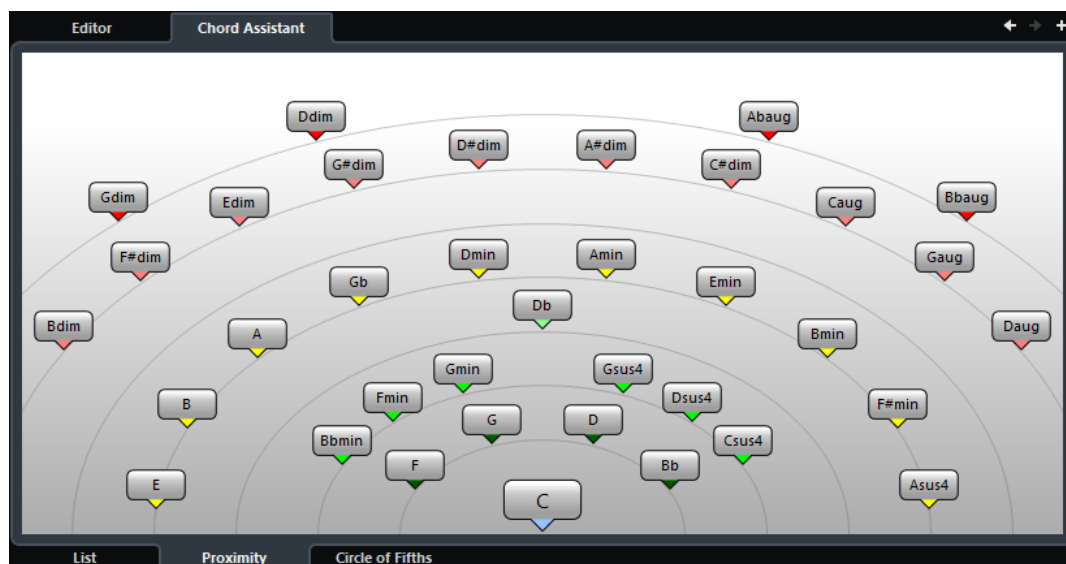 Editor
Chord Assistant
Ddim
Abaug
D#dim
A#dim
G#dim
C#dim
Gdim
Edim
Caug
Bbaug
F#dim
Dmin
Amin
Gaug
Gb
Emin
Db
Bdim
A
Bmin
Daug
Gmin
Gsus4
Fmin
Dsus4
B
F#min
G
D
Bbmin
Csus4
F
Bb
E
Asus4
C
List
Proximity
Circle of Fifths